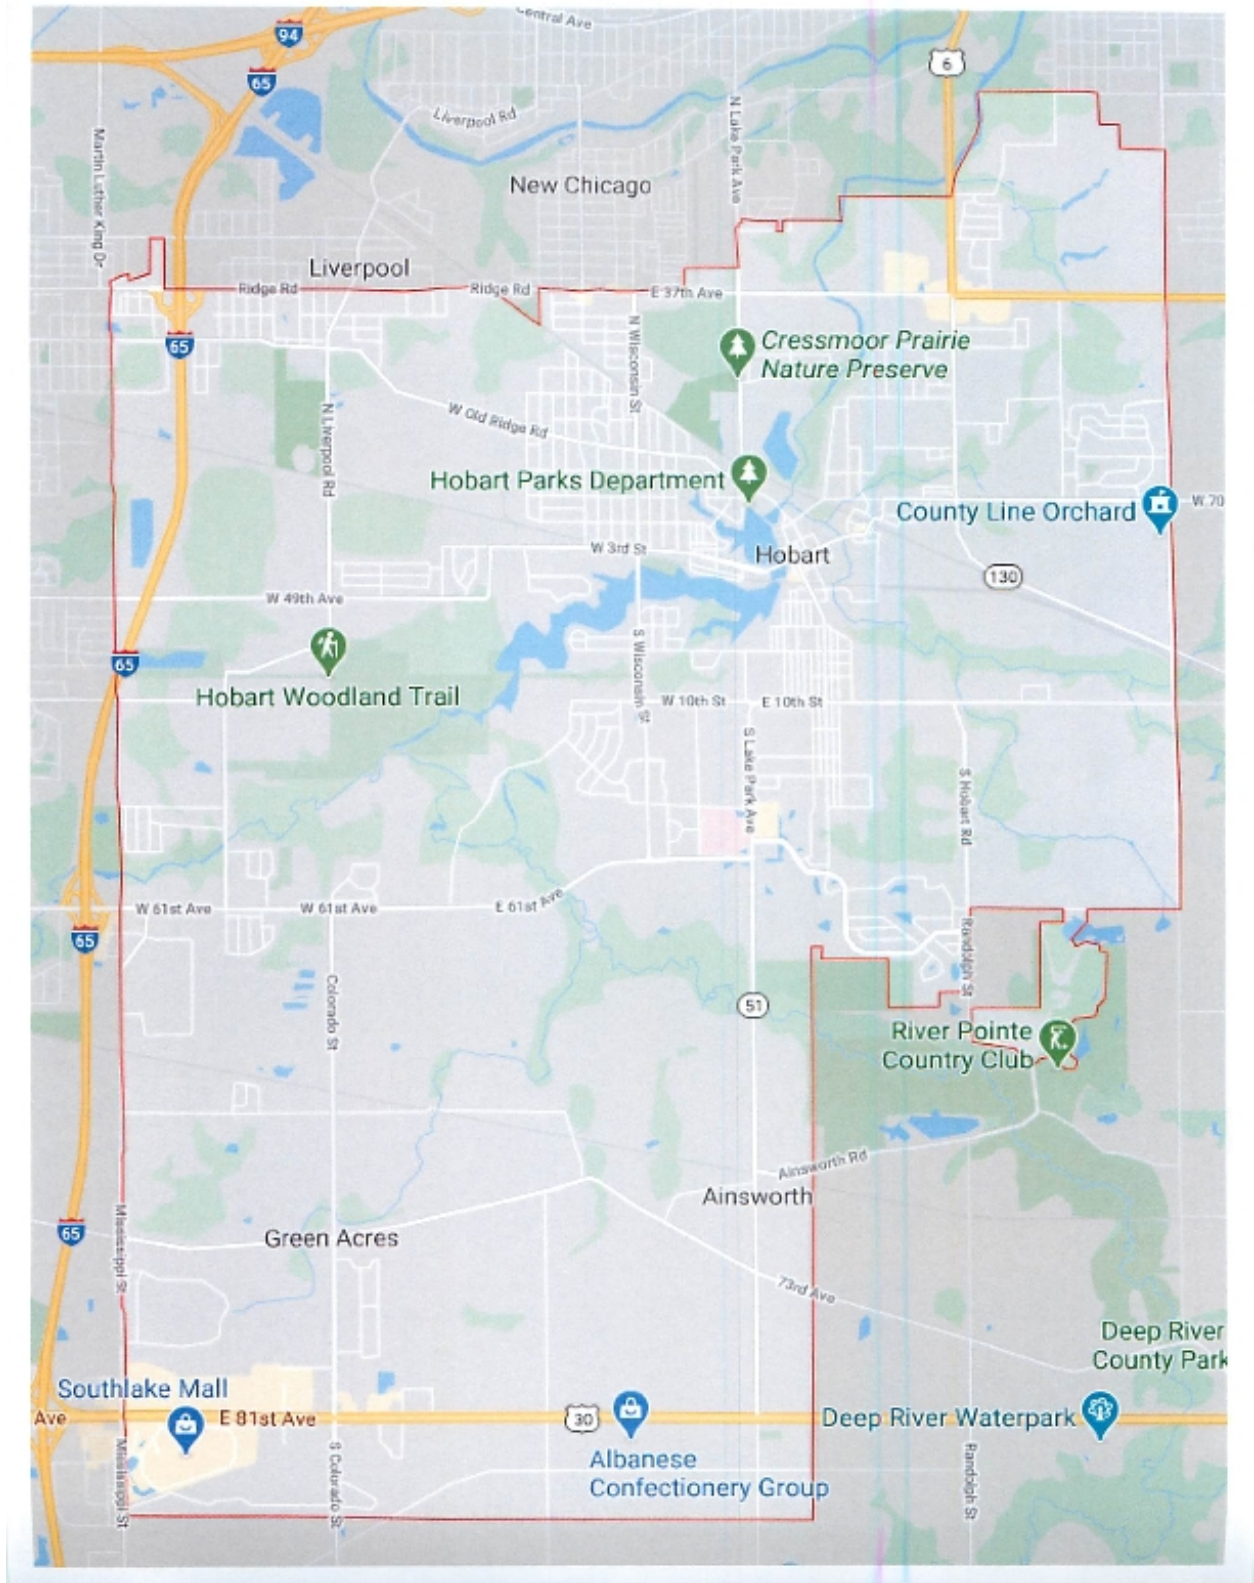 Central Ave
94
6
65
Liverpool Rd
N Lake Park Ave
Martin Luther King Dr
New Chicago
Liverpool
Ridge Rd
Ridge Rd
E 37th Ave
65
N Wisconsin St
Cressmoor Prairie
Nature Preserve
N Liverpool Rd
W Old Ridge Rd
Hobart Parks Department
County Line Orchard
W 70
W 3rd St
Hobart
130
W 49th Ave
65
S Wisconsin St
Hobart Woodland Trail
W 10th St
E 10th St
S Lake Park Ave
S Hobart Rd
W 61st Ave
W 61st Ave
E 61st Ave
65
Randolph St
Colorado St
51
River Pointe
Country Club
Ainsworth Rd
Ainsworth
Mississippi St
65
Green Acres
73rd Ave
Deep River
County Park
Southlake Mall
Ave
E 81st Ave
30
Deep River Waterpark
Mississippi St
S Colorado St
Albanese
Confectionery Group
Randolph St